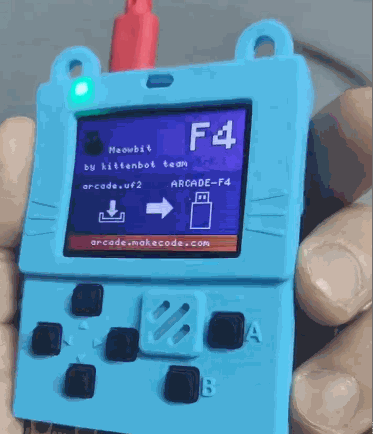 F4
Meowbit
by kittenbot team
arcade.uf2 ARCADE-F4
arcade.makecode.com
A
B